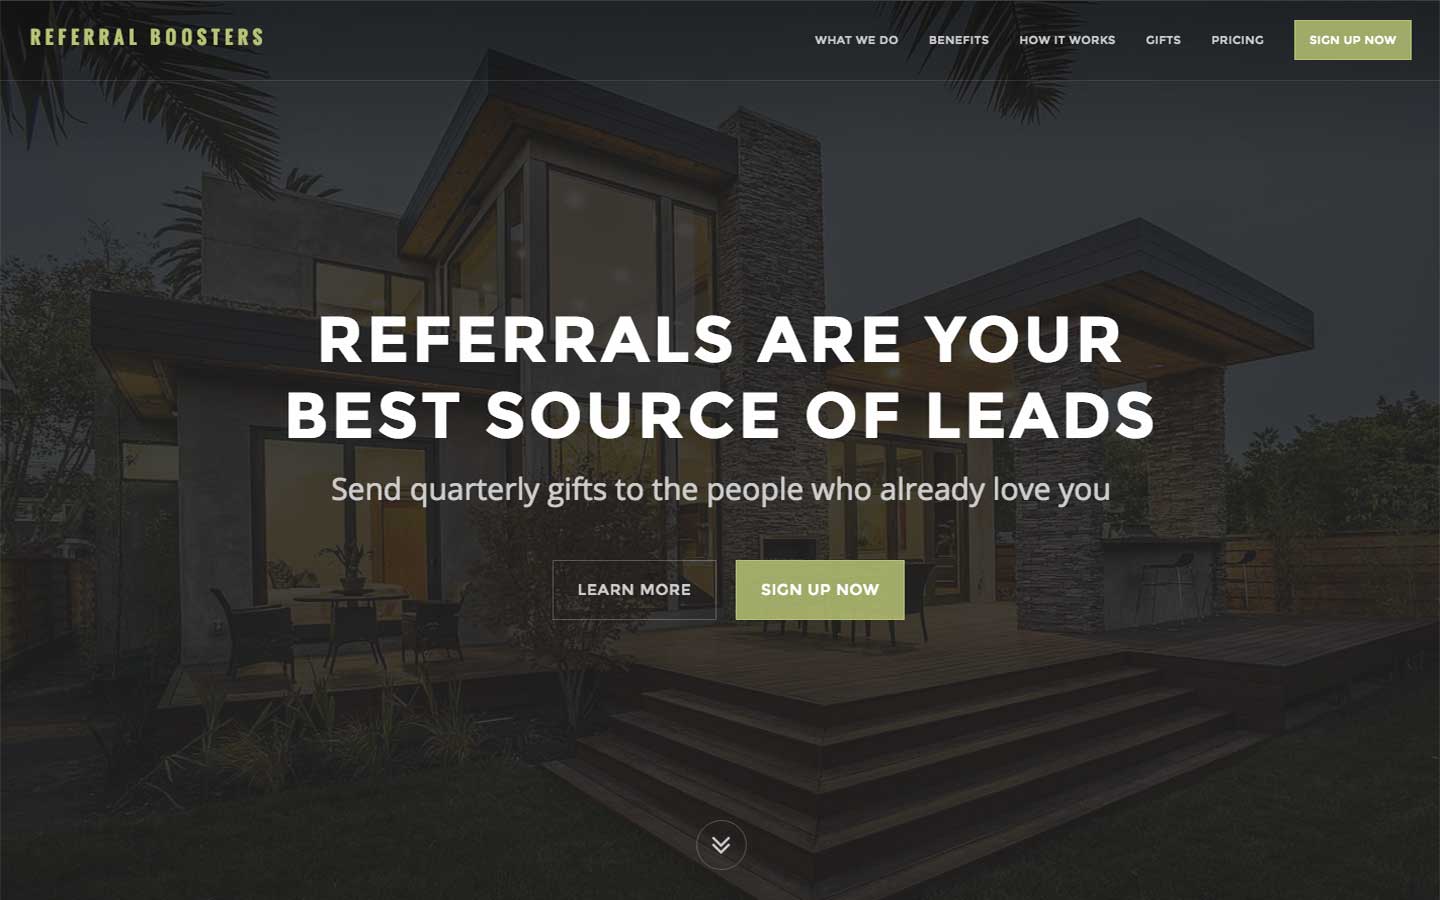 REFERRAL BOOSTERS
WHAT WE DO BENEFITS HOW IT WORKS GIFTS PRICING SIGN UP NOW
REFERRALS ARE YOUR
BEST SOURCE OF LEADS
Send quarterly gifts to the people who already love you
LEARN MORE SIGN UP NOW